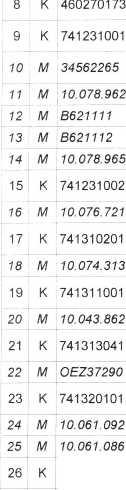 8 K 460270173
9 K 741231001
10 M 34562265
11 M 10.078.962
12 M B621111
13 M B621112
14 M 10.078.965
15 K 741231002
16 M 10.076.721
17 K 741310201
18 M 10.074.313
19 K 741311001
20 M 10.043.862
21 K 741313041
22 M OEZ37290
23 K 741320101
24 M 10.061.092
25 M 10.061.086
26 K